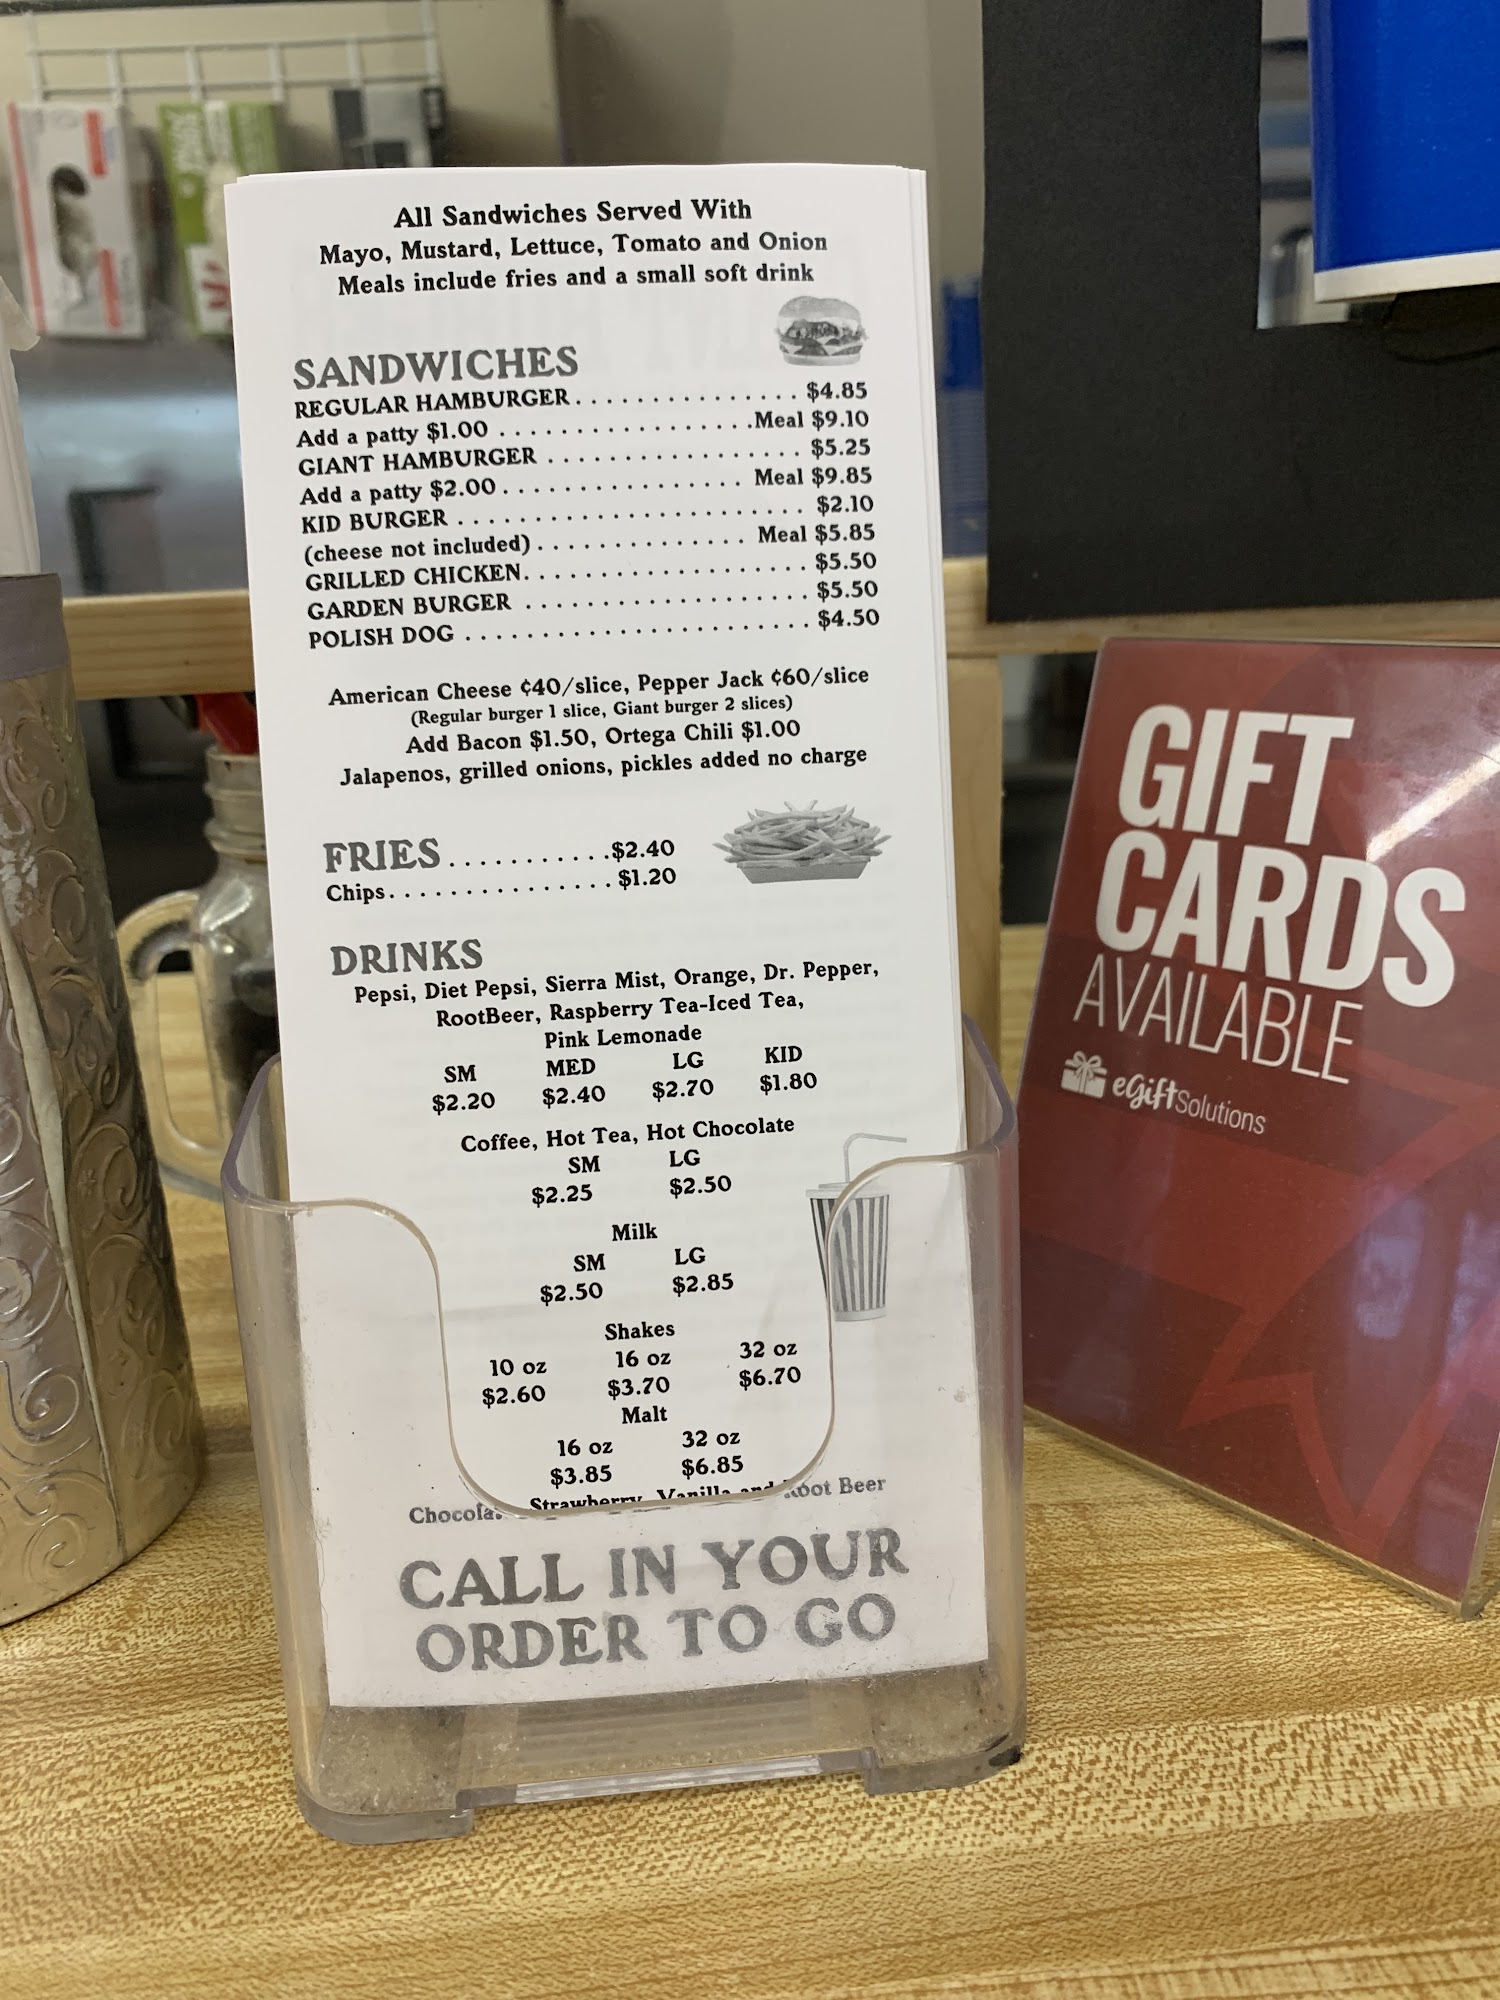 All Sandwiches Served With
Mayo, Mustard, Lettuce, Tomato and Onion
Meals include fries and a small soft drink
SANDWICHES
REGULAR HAMBURGER . . . . . . . . . . . . . . . $4.85
Add a patty $1.00 . . . . . . . . . . . . . . . . . .Meal $9.10
GIANT HAMBURGER . . . . . . . . . . . . . . . . . $5.25
Add a patty $2.00 . . . . . . . . . . . . . . . . Meal $9.85
KID BURGER . . . . . . . . . . . . . . . . . . . . . . . $2.10
(cheese not included) . . . . . . . . . . . . . . Meal $5.85
GRILLED CHICKEN. . . . . . . . . . . . . . . . . . . $5.50
GARDEN BURGER . . . . . . . . . . . . . . . . . . . $5.50
POLISH DOG . . . . . . . . . . . . . . . . . . . . . . . $4.50
American Cheese ¢40/slice, Pepper Jack ¢60/slice
(Regular burger 1 slice, Giant burger 2 slices)
Add Bacon $1.50, Ortega Chili $1.00
Jalapenos, grilled onions, pickles added no charge
FRIES . . . . . . . . . . .$2.40
Chips. . . . . . . . . . . . . . . $1.20
DRINKS
Pepsi, Diet Pepsi, Sierra Mist, Orange, Dr. Pepper,
RootBeer, Raspberry Tea-Iced Tea,
Pink Lemonade
SM MED LG KID
$2.20 $2.40 $2.70 $1.80
Coffee, Hot Tea, Hot Chocolate
SM LG
$2.25 $2.50
Milk
SM LG
$2.50 $2.85
Shakes
10 oz 16 oz 32 oz
$2.60 $3.70 $6.70
Malt
16 oz 32 oz
$3.85 $6.85
Strawberry, Vanilla and Root Beer
CALL IN YOUR
ORDER TO GO
GIFT
CARDS
AVAILABLE
eGiftSolutions